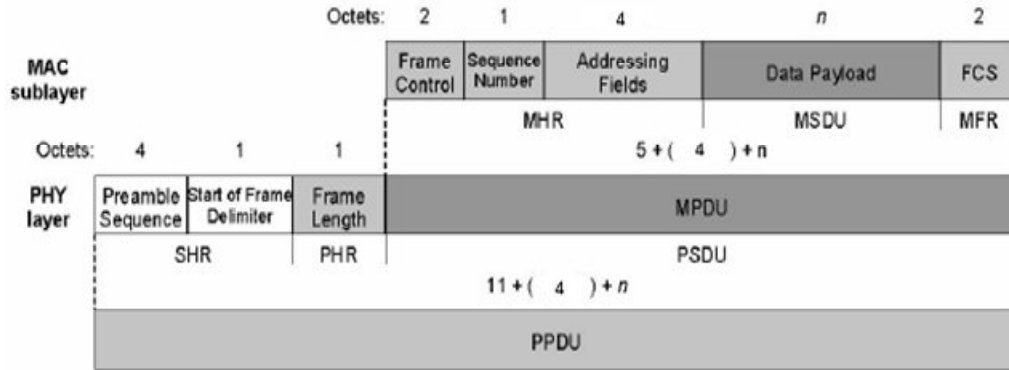 Octets: 2 1 4 n 2
MAC sublayer
Frame Control
Sequence Number
Addressing Fields
Data Payload
FCS
MHR MSDU MFR
Octets: 4 1 1
5 + ( 4 ) + n
PHY layer
Preamble Sequence
Start of Frame Delimiter
Frame Length
MPDU
SHR PHR PSDU
11 + ( 4 ) + n
PPDU